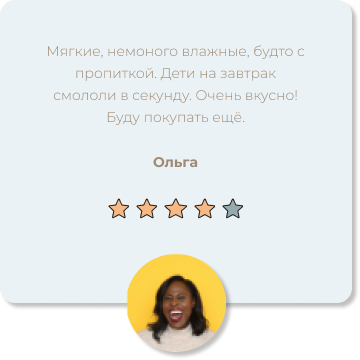 Мягкие, немоного влажные, будто с
пропиткой. Дети на завтрак
смололи в секунду. Очень вкусно!
Буду покупать ещё.
Ольга